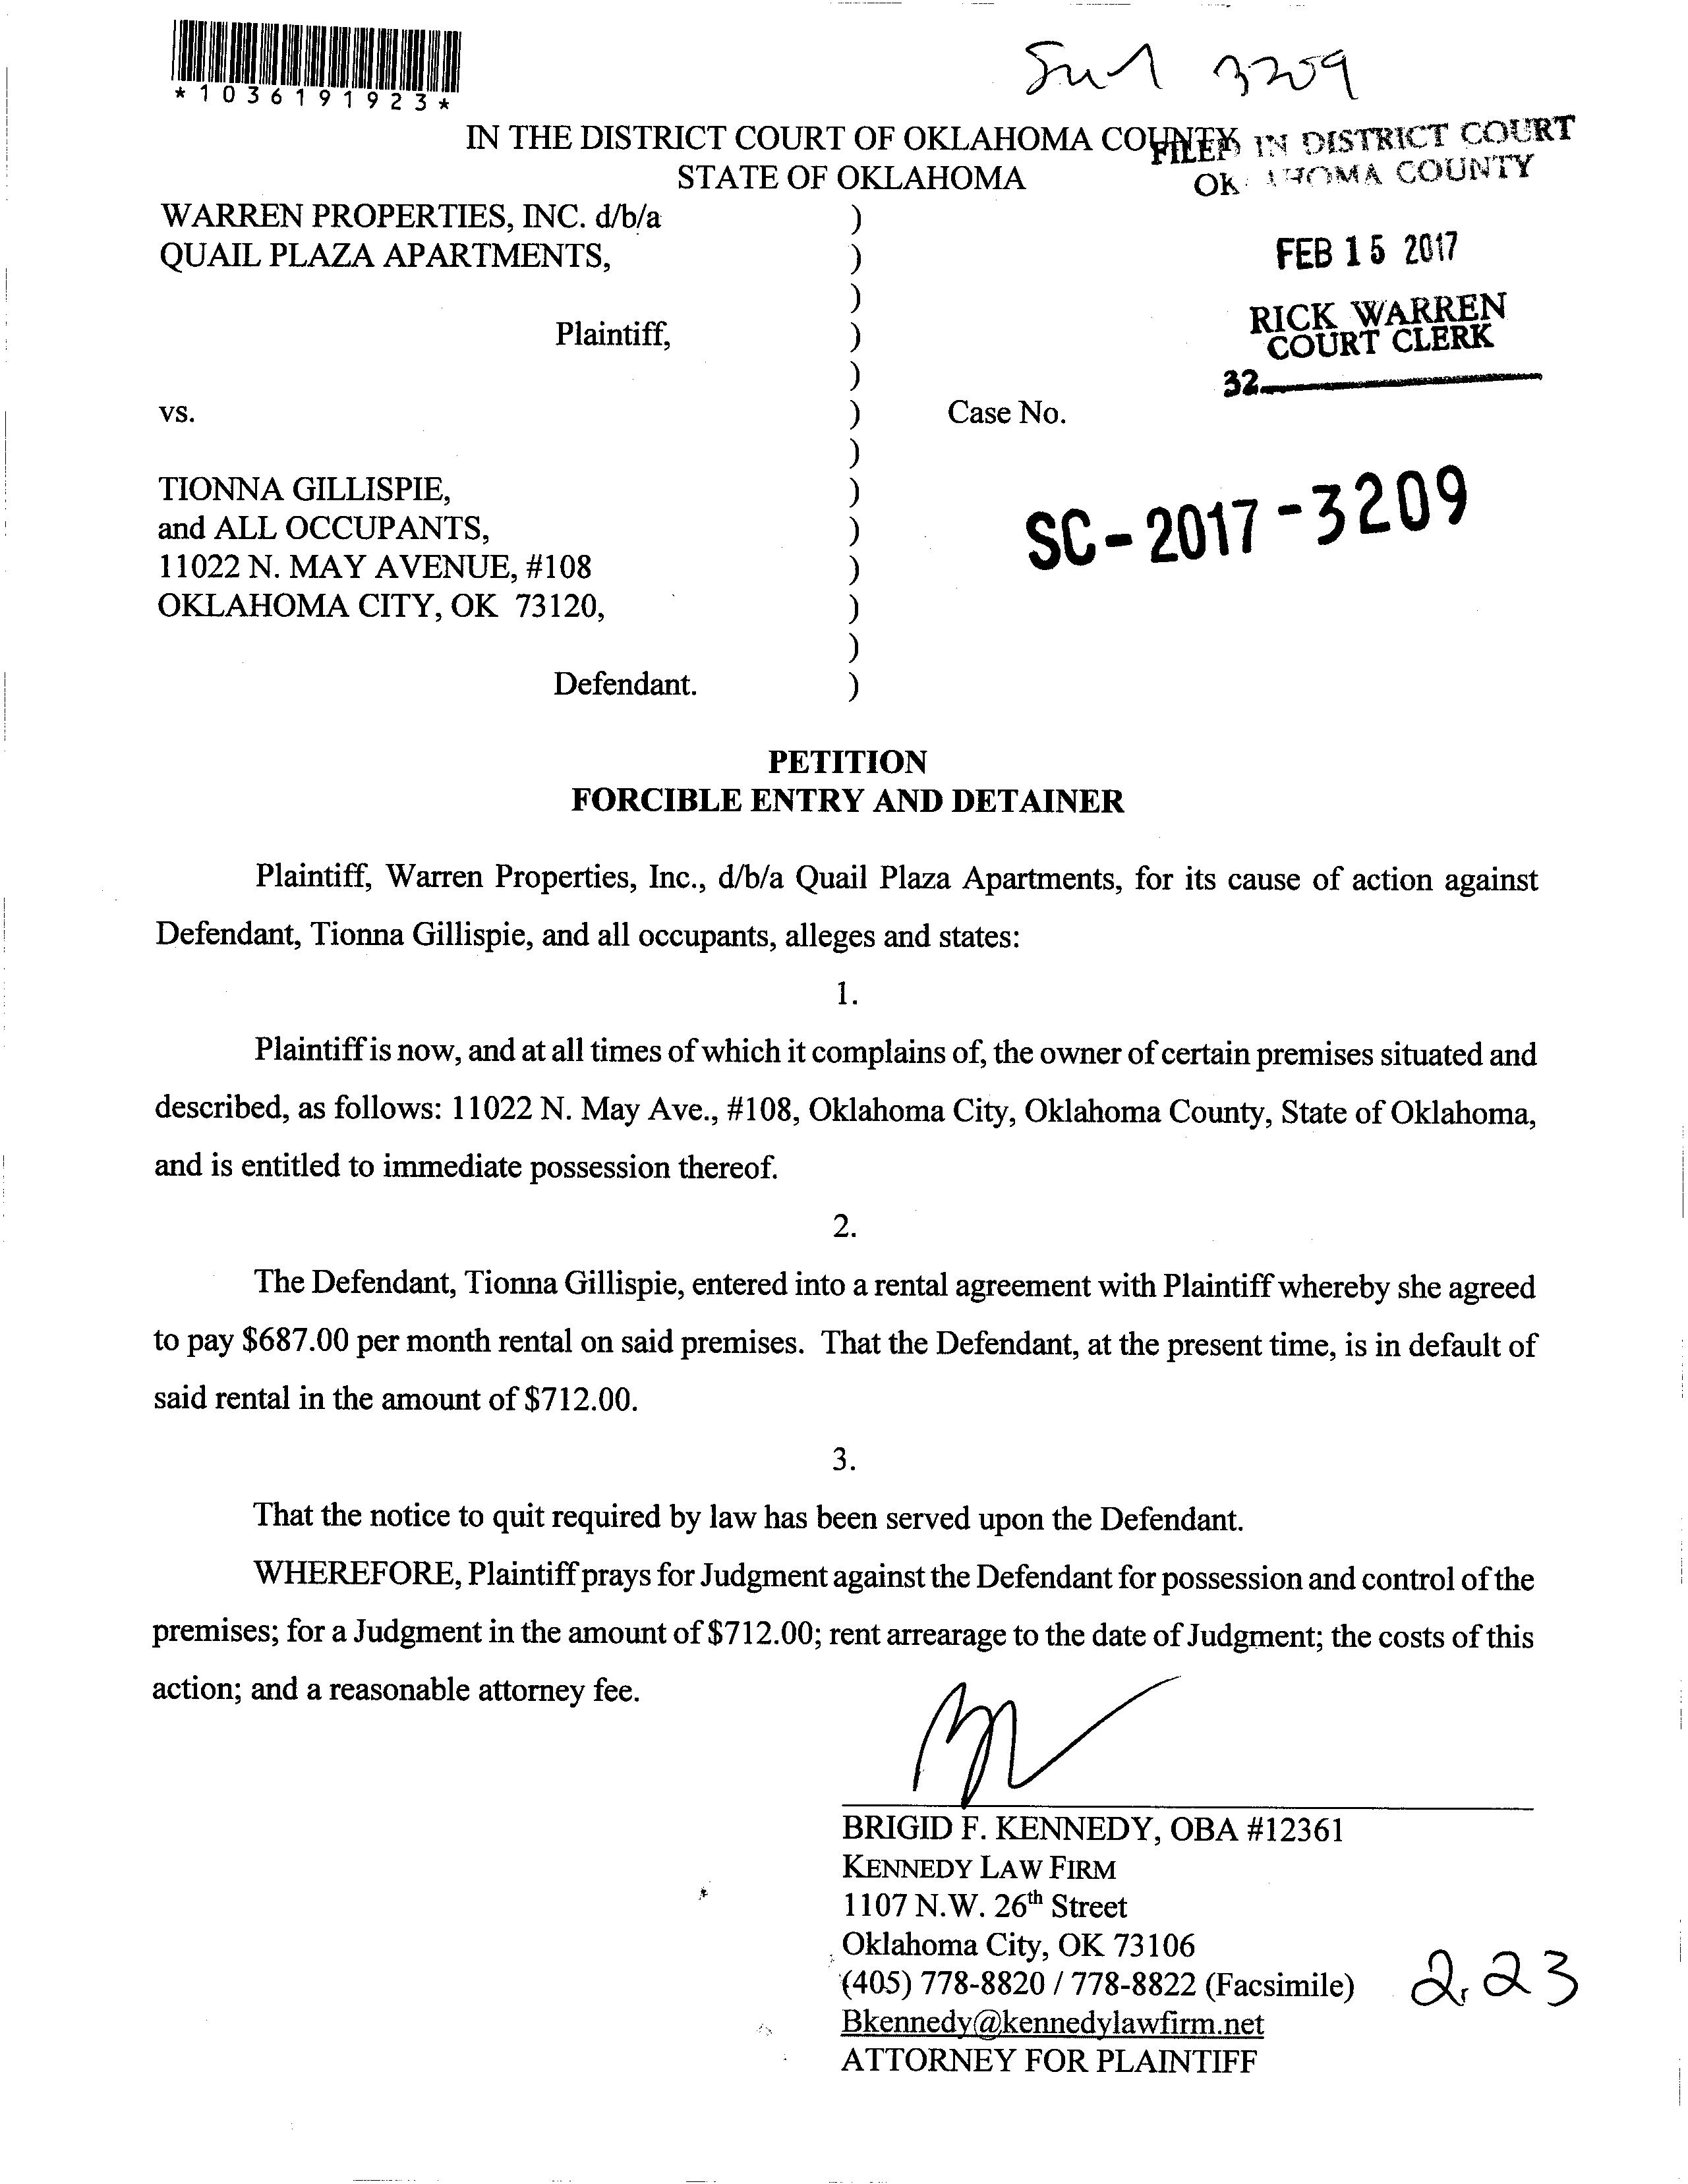 *1036191923*
3209
IN THE DISTRICT COURT OF OKLAHOMA COUNTY
STATE OF OKLAHOMA
FILED IN DISTRICT COURT
OKLAHOMA COUNTY
FEB 15 2017
RICK WARREN
COURT CLERK
32
WARREN PROPERTIES, INC. d/b/a )
QUAIL PLAZA APARTMENTS, )
)
Plaintiff, )
)
vs. ) Case No.
)
TIONNA GILLISPIE, )
and ALL OCCUPANTS, ) SC-2017-3209
11022 N. MAY AVENUE, #108 )
OKLAHOMA CITY, OK 73120, )
)
Defendant. )
PETITION
FORCIBLE ENTRY AND DETAINER
Plaintiff, Warren Properties, Inc., d/b/a Quail Plaza Apartments, for its cause of action against
Defendant, Tionna Gillispie, and all occupants, alleges and states:
1.
Plaintiff is now, and at all times of which it complains of, the owner of certain premises situated and
described, as follows: 11022 N. May Ave., #108, Oklahoma City, Oklahoma County, State of Oklahoma,
and is entitled to immediate possession thereof.
2.
The Defendant, Tionna Gillispie, entered into a rental agreement with Plaintiff whereby she agreed
to pay $687.00 per month rental on said premises. That the Defendant, at the present time, is in default of
said rental in the amount of $712.00.
3.
That the notice to quit required by law has been served upon the Defendant.
WHEREFORE, Plaintiff prays for Judgment against the Defendant for possession and control of the
premises; for a Judgment in the amount of $712.00; rent arrearage to the date of Judgment; the costs of this
action; and a reasonable attorney fee.
BRIGID F. KENNEDY, OBA #12361
KENNEDY LAW FIRM
1107 N.W. 26th Street
Oklahoma City, OK 73106
(405) 778-8820 / 778-8822 (Facsimile)
Bkennedy@kennedylawfirm.net
ATTORNEY FOR PLAINTIFF
2.23